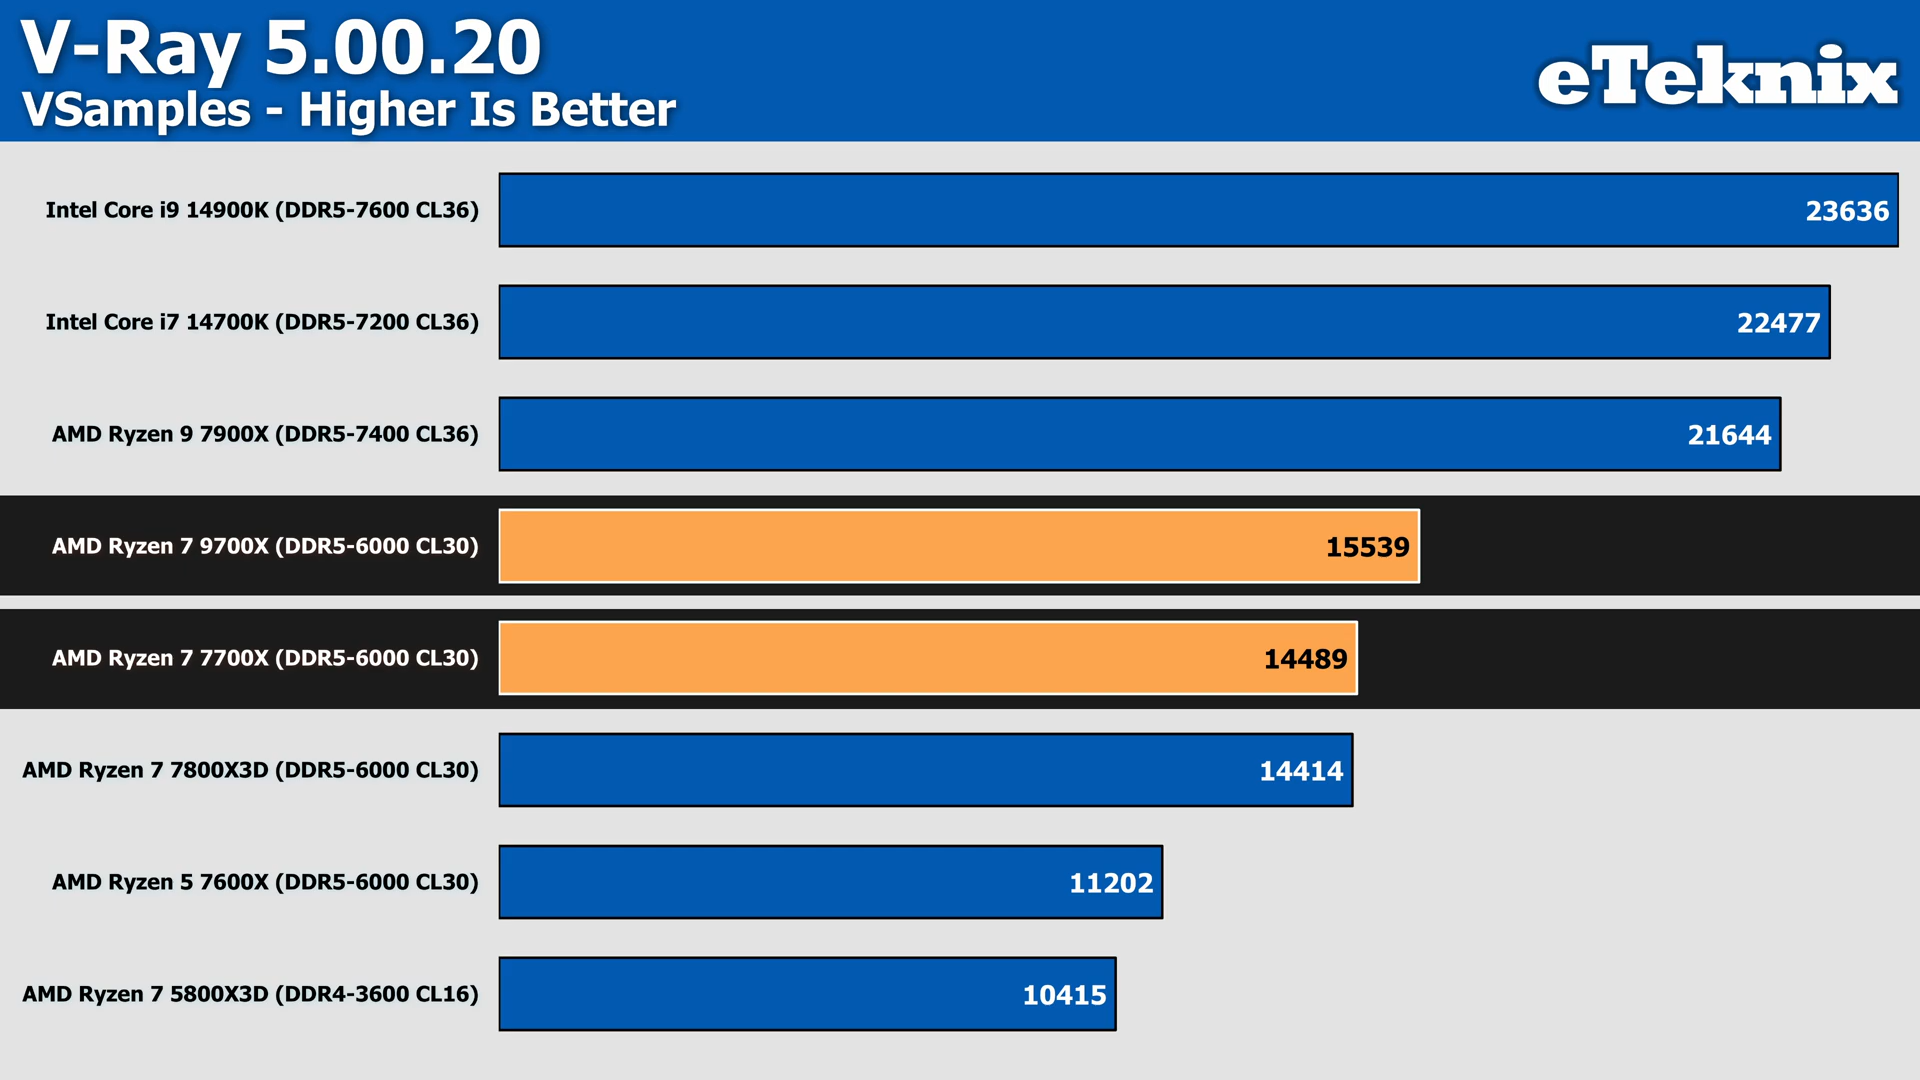 V-Ray 5.00.20
VSamples - Higher Is Better
eTeknix
Intel Core i9 14900K (DDR5-7600 CL36)
23636
Intel Core i7 14700K (DDR5-7200 CL36)
22477
AMD Ryzen 9 7900X (DDR5-7400 CL36)
21644
AMD Ryzen 7 9700X (DDR5-6000 CL30)
15539
AMD Ryzen 7 7700X (DDR5-6000 CL30)
14489
AMD Ryzen 7 7800X3D (DDR5-6000 CL30)
14414
AMD Ryzen 5 7600X (DDR5-6000 CL30)
11202
AMD Ryzen 7 5800X3D (DDR4-3600 CL16)
10415